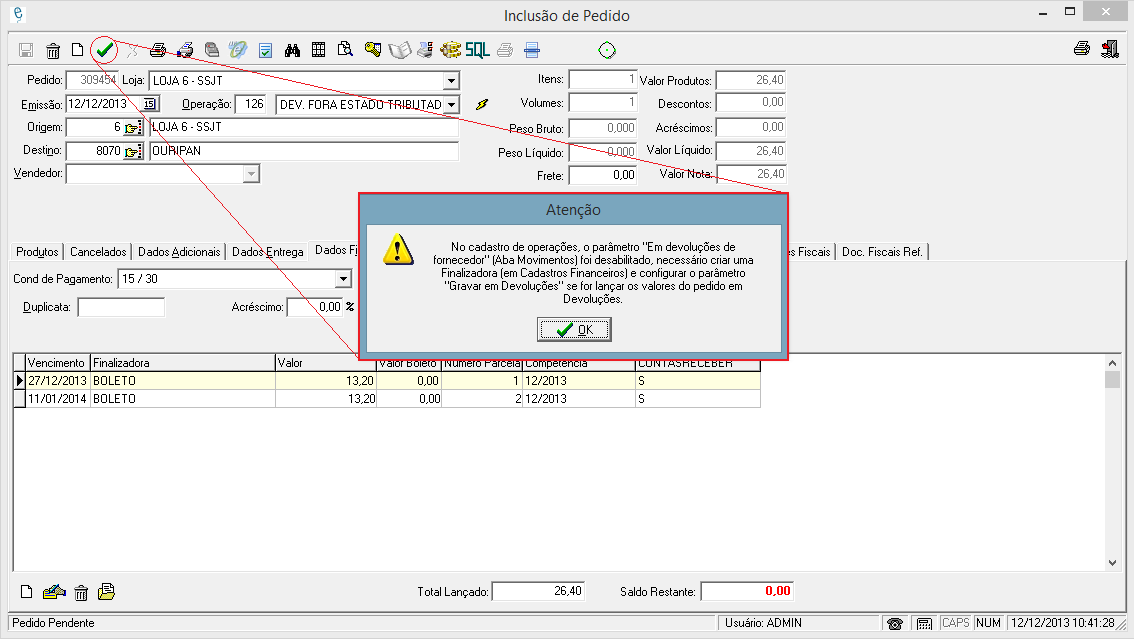 Inclusão de Pedido
SQL
Pedido: 309454 Loja: LOJA 6 - SSJT
Emissão: 12/12/2013 15 Operação: 126 DEV. FORA ESTADO TRIBUTAD
Origem: 6 LOJA 6 - SSJT
Destino: 8070 OURIPAN
Vendedor:
Itens: 1 Valor Produtos: 26,40
Volumes: 1 Descontos: 0,00
Peso Bruto: 0,000 Acréscimos: 0,00
Peso Líquido: 0,000 Valor Líquido: 26,40
Frete: 0,00 Valor Nota: 26,40
Atenção
No cadastro de operações, o parâmetro "Em devoluções de
fornecedor" (Aba Movimentos) foi desabilitado, necessário criar uma
Finalizadora (em Cadastros Financeiros) e configurar o parâmetro
"Gravar em Devoluções" se for lançar os valores do pedido em
Devoluções.
OK
Produtos Cancelados Dados Adicionais Dados Entrega Dados Fi es Fiscais Doc. Fiscais Ref.
Cond de Pagamento: 15 / 30
Duplicata: Acréscimo: 0,00 %
Vencimento Finalizadora Valor Valor Boleto Número Parcela Competência CONTASRECEBER
27/12/2013 BOLETO 13,20 0,00 1 12/2013 S
11/01/2014 BOLETO 13,20 0,00 2 12/2013 S
Total Lançado: 26,40 Saldo Restante: 0,00
Pedido Pendente Usuário: ADMIN CAPS NUM 12/12/2013 10:41:28